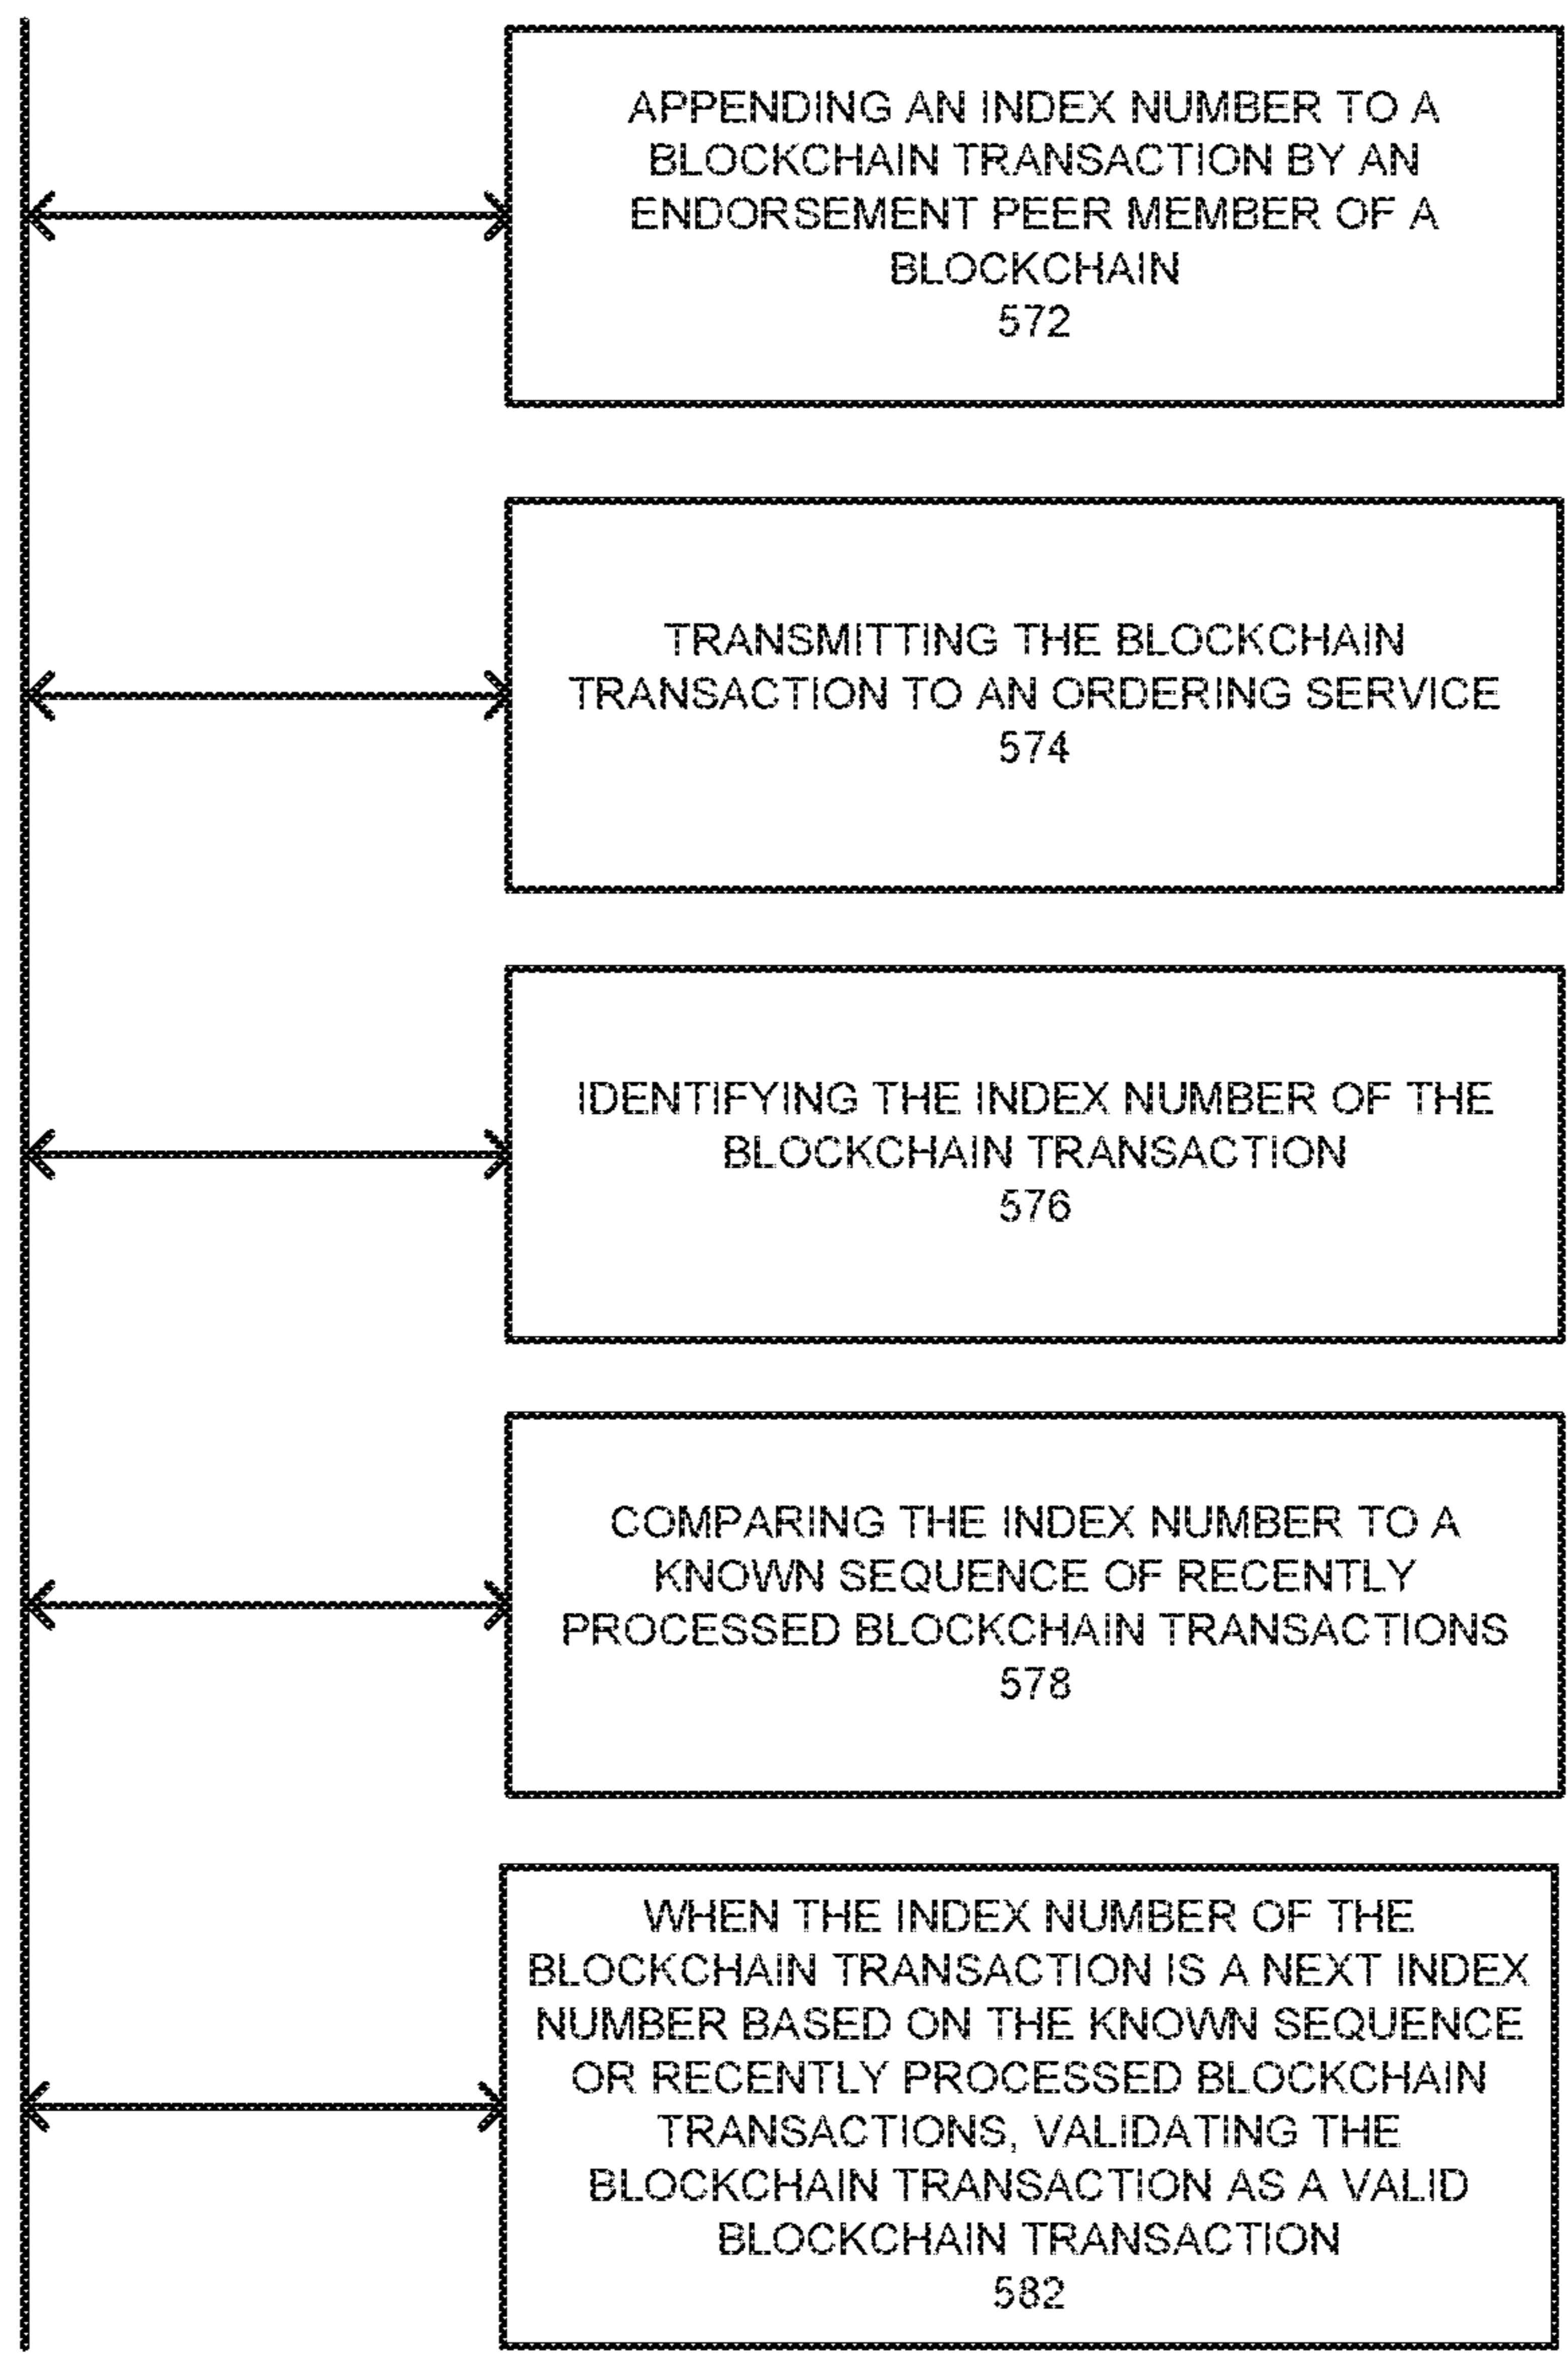 APPENDING AN INDEX NUMBER TO A
BLOCKCHAIN TRANSACTION BY AN
ENDORSEMENT PEER MEMBER OF A
BLOCKCHAIN
572
TRANSMITTING THE BLOCKCHAIN
TRANSACTION TO AN ORDERING SERVICE
574
IDENTIFYING THE INDEX NUMBER OF THE
BLOCKCHAIN TRANSACTION
576
COMPARING THE INDEX NUMBER TO A
KNOWN SEQUENCE OF RECENTLY
PROCESSED BLOCKCHAIN TRANSACTIONS
578
WHEN THE INDEX NUMBER OF THE
BLOCKCHAIN TRANSACTION IS A NEXT INDEX
NUMBER BASED ON THE KNOWN SEQUENCE
OR RECENTLY PROCESSED BLOCKCHAIN
TRANSACTIONS, VALIDATING THE
BLOCKCHAIN TRANSACTION AS A VALID
BLOCKCHAIN TRANSACTION
582